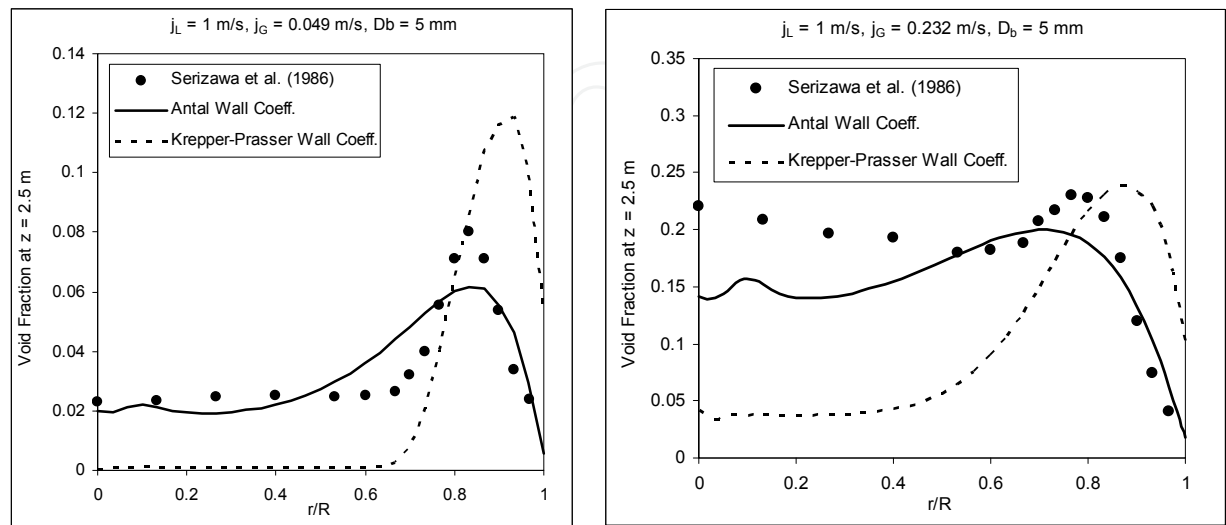 j_L = 1 m/s, j_G = 0.049 m/s, Db = 5 mm
0.14
0.12
0.1
0.08
0.06
0.04
0.02
0
Void Fraction at z = 2.5 m
Serizawa et al. (1986)
Antal Wall Coeff.
Krepper-Prasser Wall Coeff.
0 0.2 0.4 0.6 0.8 1
r/R
j_L = 1 m/s, j_G = 0.232 m/s, D_b = 5 mm
0.35
0.3
0.25
0.2
0.15
0.1
0.05
0
Void Fraction at z = 2.5 m
Serizawa et al. (1986)
Antal Wall Coeff.
Krepper-Prasser Wall Coeff.
0 0.2 0.4 0.6 0.8 1
r/R